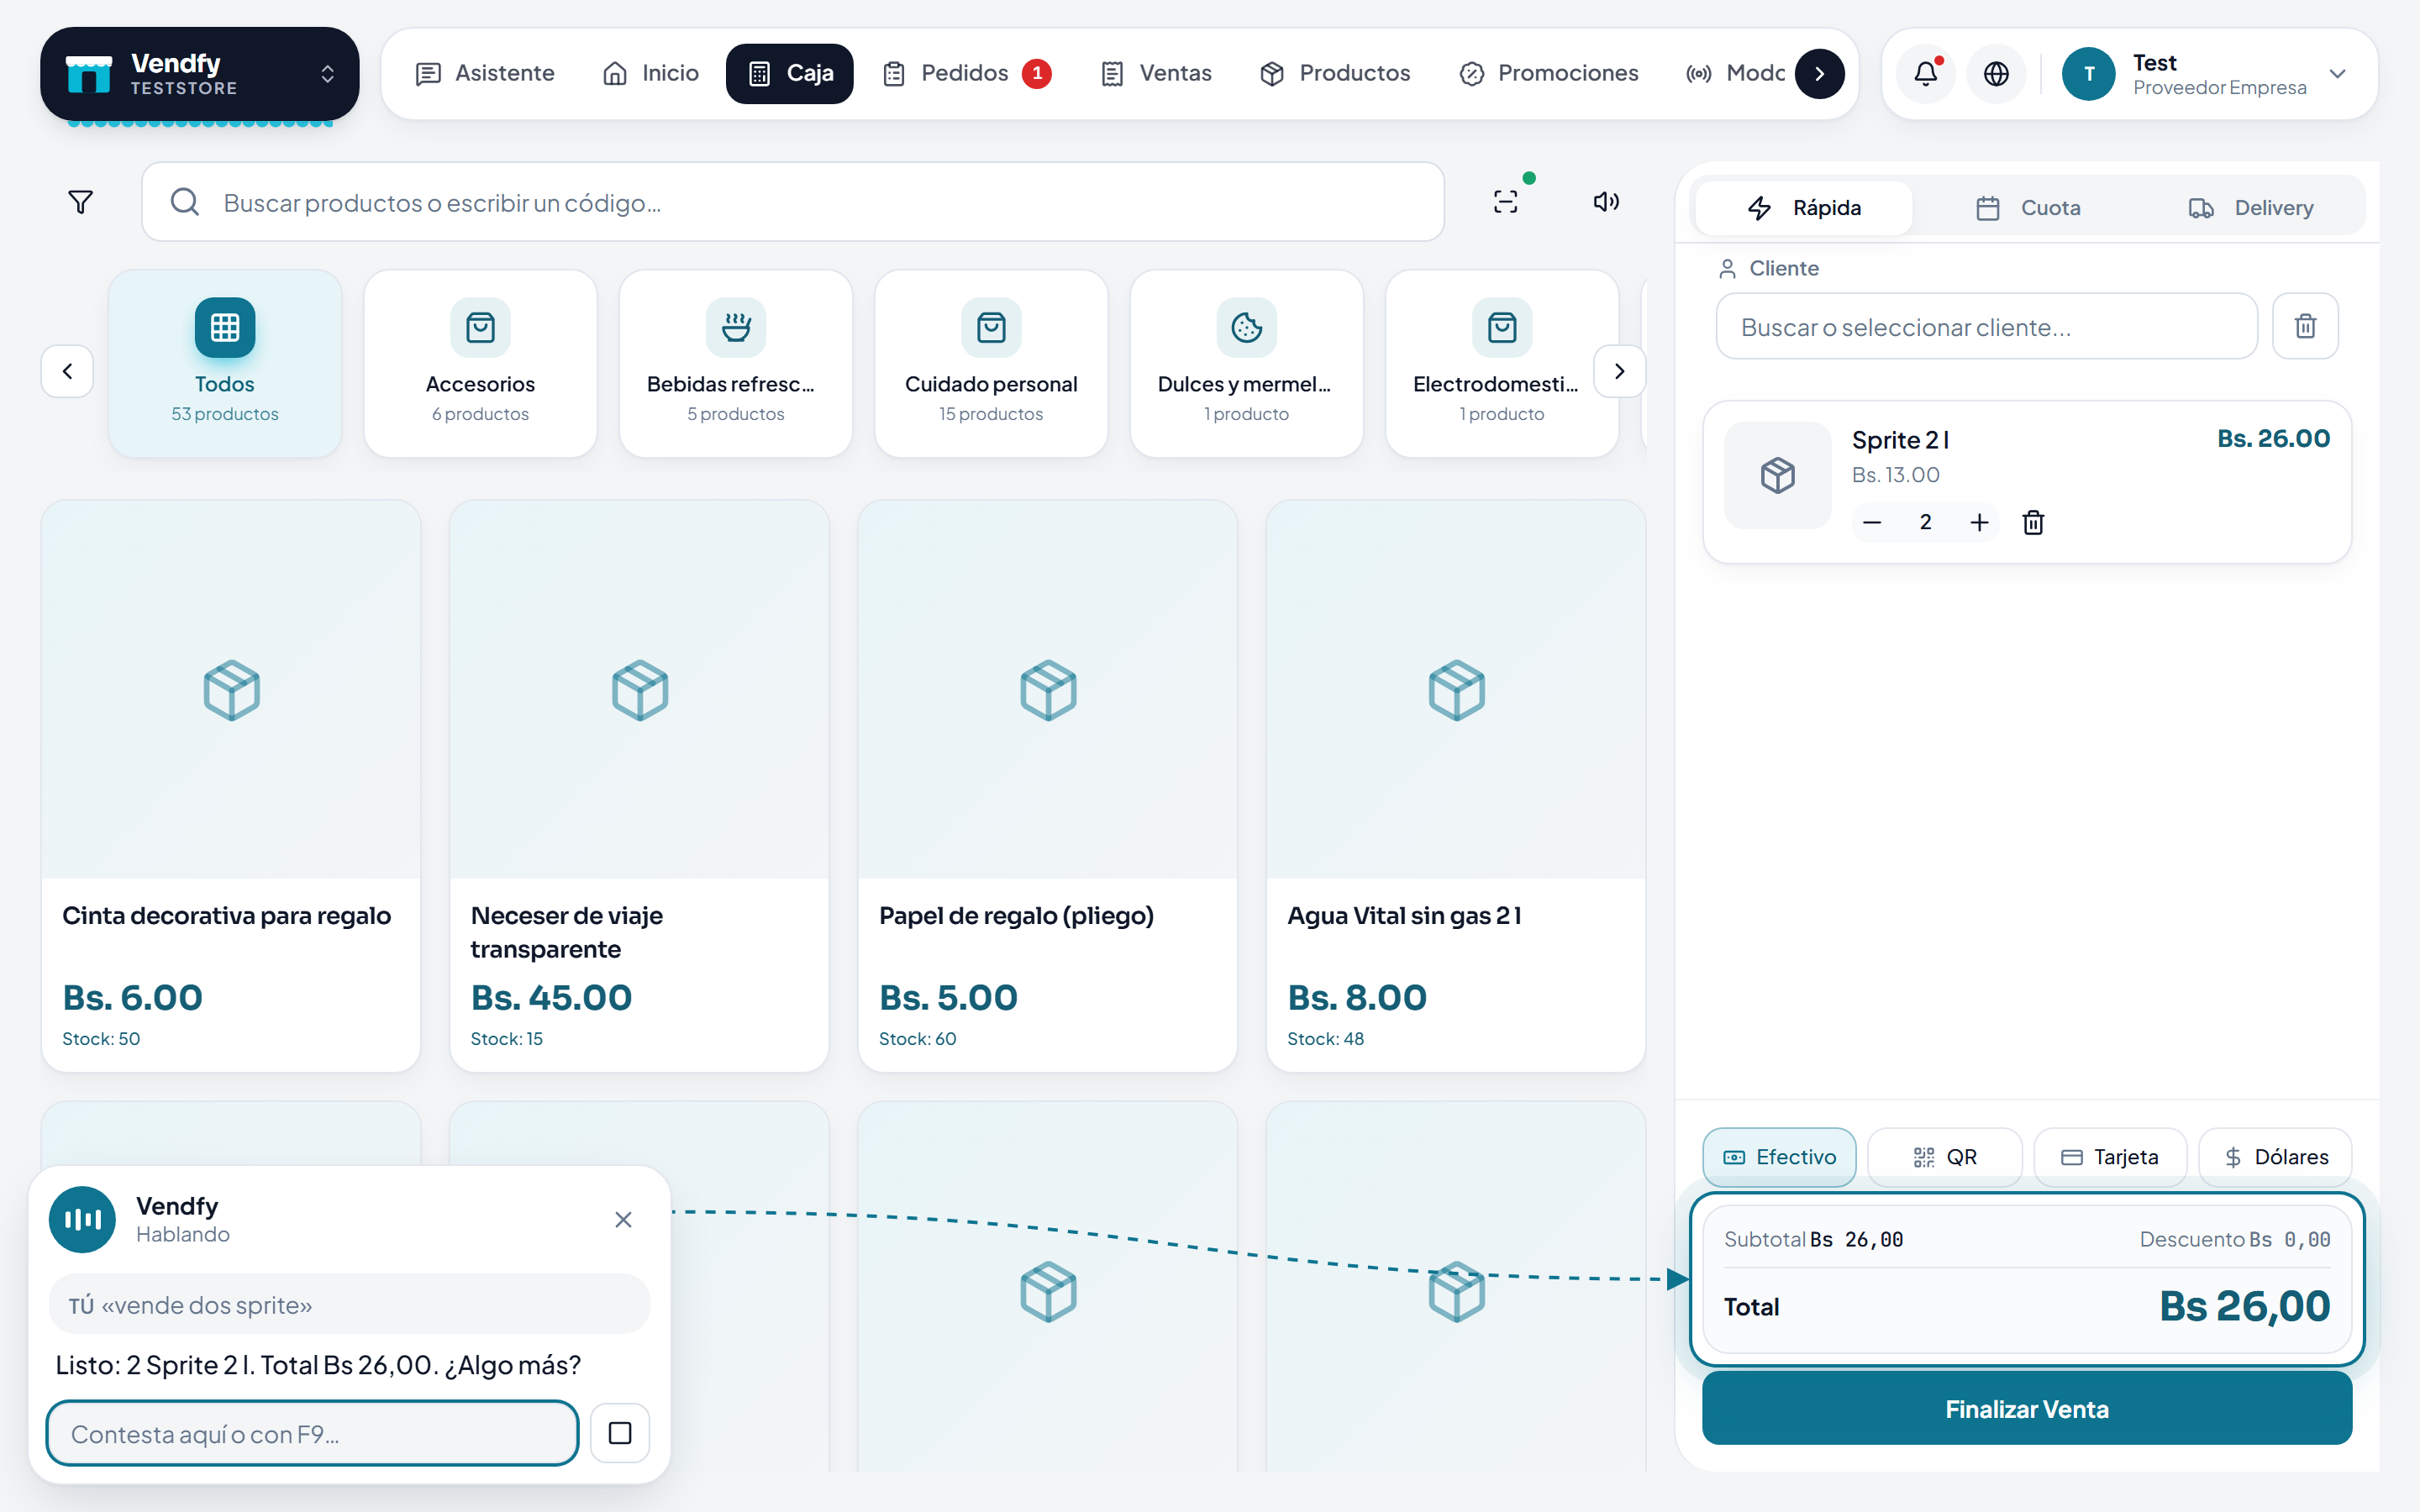 Vendfy
TESTSTORE
Asistente
Inicio
Caja
Pedidos 1
Ventas
Productos
Promociones
Modo
T
Test
Proveedor Empresa
Buscar productos o escribir un código...
Todos
53 productos
Accesorios
6 productos
Bebidas refresc...
5 productos
Cuidado personal
15 productos
Dulces y mermel...
1 producto
Electrodomesti...
1 producto
Cinta decorativa para regalo
Bs. 6.00
Stock: 50
Neceser de viaje
transparente
Bs. 45.00
Stock: 15
Papel de regalo (pliego)
Bs. 5.00
Stock: 60
Agua Vital sin gas 2 l
Bs. 8.00
Stock: 48
Rápida
Cuota
Delivery
Cliente
Buscar o seleccionar cliente...
Sprite 2 l
Bs. 26.00
Bs. 13.00
2
Efectivo
QR
Tarjeta
Dólares
Subtotal Bs 26,00
Descuento Bs 0,00
Total
Bs 26,00
Finalizar Venta
Vendfy
Hablando
TÚ «vende dos sprite»
Listo: 2 Sprite 2 l. Total Bs 26,00. ¿Algo más?
Contesta aquí o con F9...